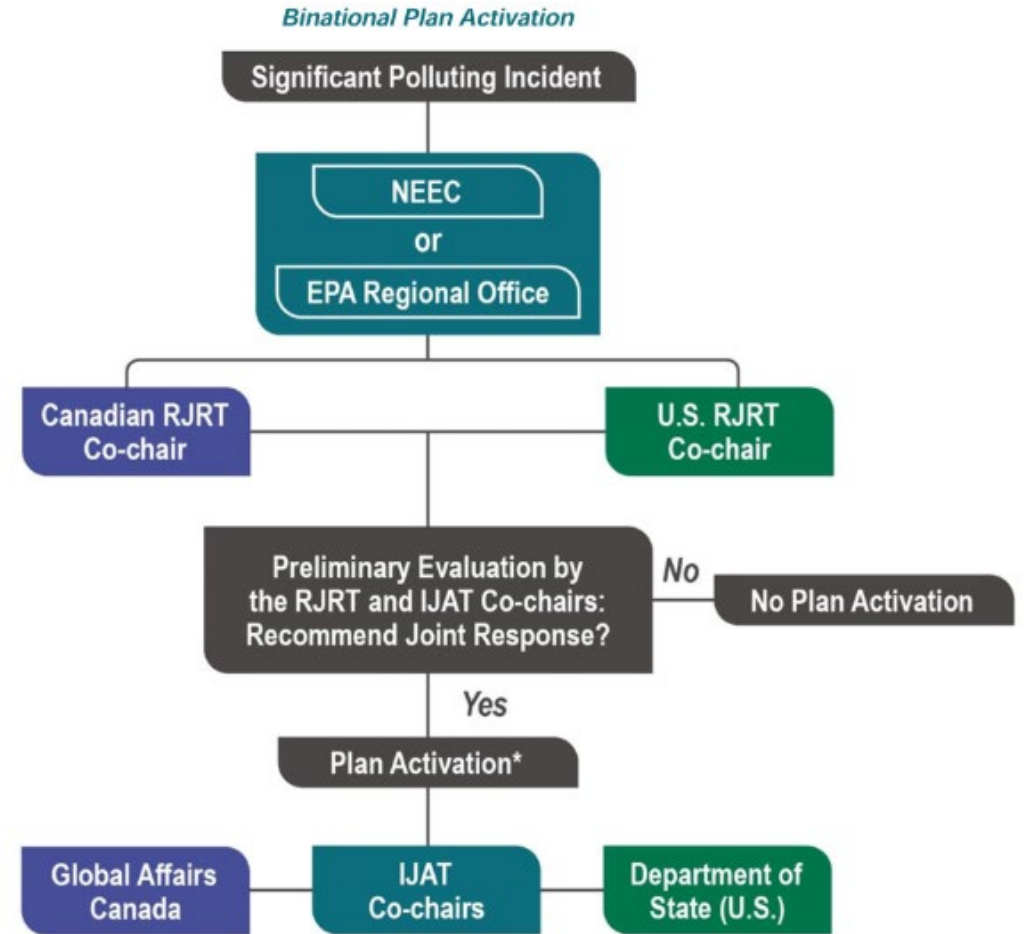 Binational Plan Activation
Significant Polluting Incident
NEEC
or
EPA Regional Office
Canadian RJRT
Co-chair
U.S. RJRT
Co-chair
Preliminary Evaluation by
the RJRT and IJAT Co-chairs:
Recommend Joint Response?
No
No Plan Activation
Yes
Plan Activation*
Global Affairs
Canada
IJAT
Co-chairs
Department of
State (U.S.)